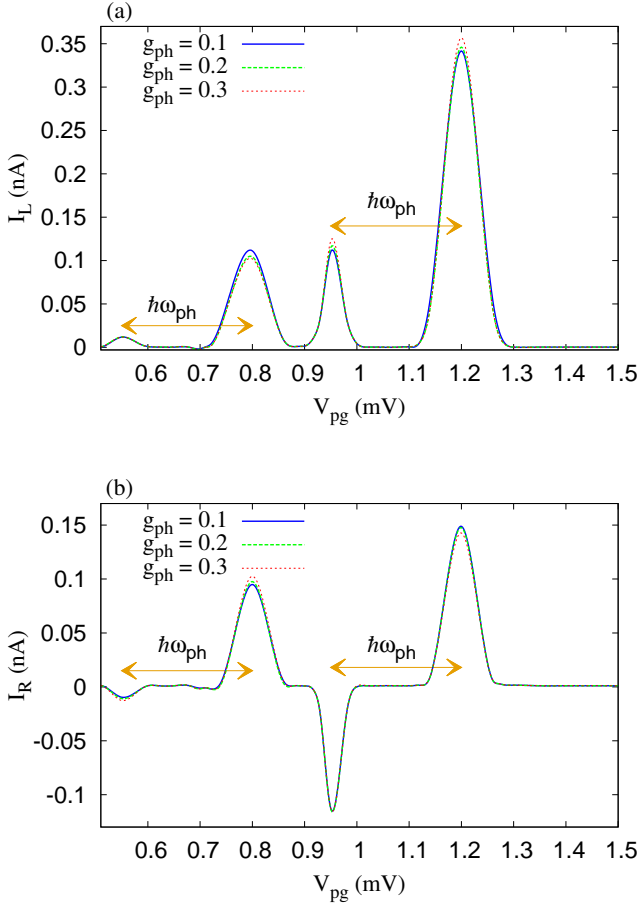 (a)
g_ph = 0.1
g_ph = 0.2
g_ph = 0.3
0.35
0.3
0.25
0.2
0.15
0.1
0.05
0
I_L (nA)
ħω_ph
ħω_ph
0.6 0.7 0.8 0.9 1 1.1 1.2 1.3 1.4 1.5
V_pg (mV)
(b)
g_ph = 0.1
g_ph = 0.2
g_ph = 0.3
0.15
0.1
0.05
0
-0.05
-0.1
I_R (nA)
ħω_ph
ħω_ph
0.6 0.7 0.8 0.9 1 1.1 1.2 1.3 1.4 1.5
V_pg (mV)